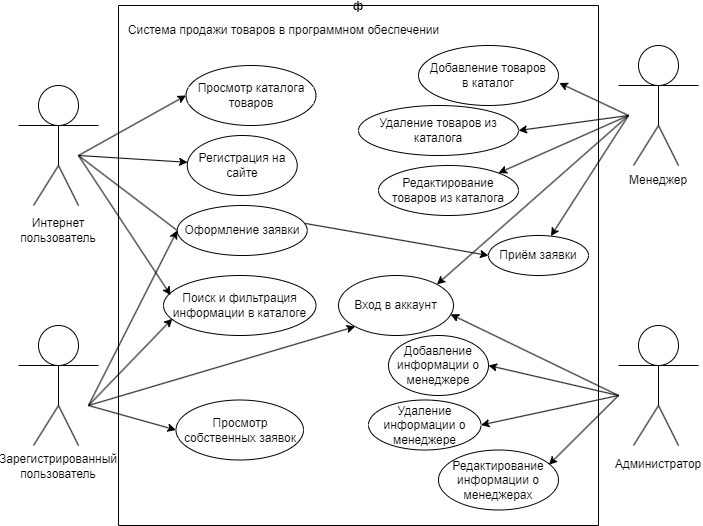 ф
Система продажи товаров в программном обеспечении
Просмотр каталога
товаров
Добавление товаров
в каталог
Удаление товаров из
каталога
Регистрация на
сайте
Редактирование
товаров из каталога
Менеджер
Интернет
пользователь
Оформление заявки
Приём заявки
Поиск и фильтрация
информации в каталоге
Вход в аккаунт
Добавление
информации о
менеджере
Просмотр
собственных заявок
Удаление
информации о
менеджере
Зарегистрированный
пользователь
Редактирование
информации о
менеджерах
Администратор